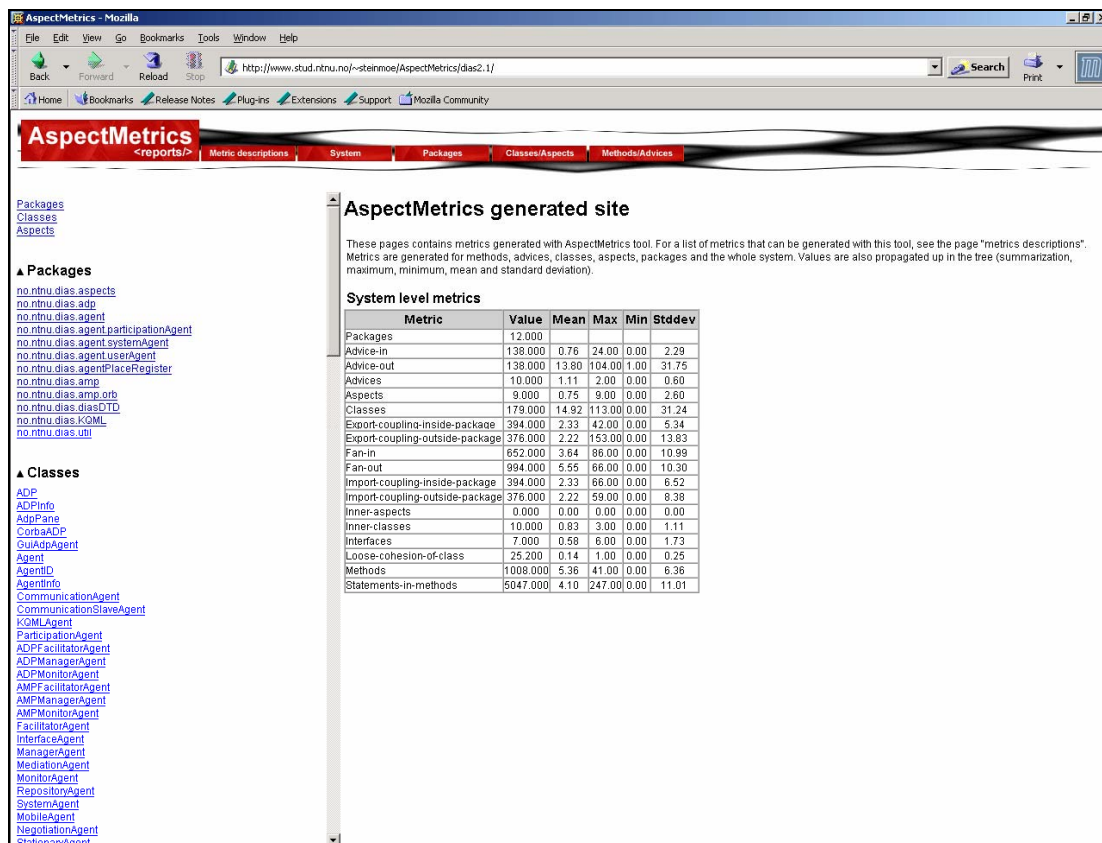 AspectMetrics - Mozilla
File Edit View Go Bookmarks Tools Window Help
Back Forward Reload Stop http://www.stud.ntnu.no/~steinmoe/AspectMetrics/dias2.1/ Search Print
Home Bookmarks Release Notes Plug-ins Extensions Support Mozilla Community
AspectMetrics
<reports/> Metric descriptions System Packages Classes/Aspects Methods/Advices
Packages
Classes
Aspects
▲ Packages
no.ntnu.dias.aspects
no.ntnu.dias.adp
no.ntnu.dias.agent
no.ntnu.dias.agent.participationAgent
no.ntnu.dias.agent.systemAgent
no.ntnu.dias.agent.userAgent
no.ntnu.dias.agentPlaceRegister
no.ntnu.dias.amp
no.ntnu.dias.amp.orb
no.ntnu.dias.diasDTD
no.ntnu.dias.KQML
no.ntnu.dias.util
▲ Classes
ADP
ADPInfo
AdpPane
CorbaADP
GuiAdpAgent
Agent
AgentID
AgentInfo
CommunicationAgent
CommunicationSlaveAgent
KQMLAgent
ParticipationAgent
ADPFacilitatorAgent
ADPManagerAgent
ADPMonitorAgent
AMPFacilitatorAgent
AMPManagerAgent
AMPMonitorAgent
FacilitatorAgent
InterfaceAgent
ManagerAgent
MediationAgent
MonitorAgent
RepositoryAgent
SystemAgent
MobileAgent
NegotiationAgent
StationaryAgent
AspectMetrics generated site
These pages contains metrics generated with AspectMetrics tool. For a list of metrics that can be generated with this tool, see the page "metrics descriptions".
Metrics are generated for methods, advices, classes, aspects, packages and the whole system. Values are also propagated up in the tree (summarization,
maximum, minimum, mean and standard deviation).
System level metrics
Metric Value Mean Max Min Stddev
Packages 12.000
Advice-in 138.000 0.76 24.00 0.00 2.29
Advice-out 138.000 13.80 104.00 1.00 31.75
Advices 10.000 1.11 2.00 0.00 0.60
Aspects 9.000 0.75 9.00 0.00 2.60
Classes 179.000 14.92 113.00 0.00 31.24
Export-coupling-inside-package 394.000 2.33 42.00 0.00 5.34
Export-coupling-outside-package 376.000 2.22 153.00 0.00 13.83
Fan-in 652.000 3.64 86.00 0.00 10.99
Fan-out 994.000 5.55 66.00 0.00 10.30
Import-coupling-inside-package 394.000 2.33 66.00 0.00 6.52
Import-coupling-outside-package 376.000 2.22 59.00 0.00 8.38
Inner-aspects 0.000 0.00 0.00 0.00 0.00
Inner-classes 10.000 0.83 3.00 0.00 1.11
Interfaces 7.000 0.58 6.00 0.00 1.73
Loose-cohesion-of-class 25.200 0.14 1.00 0.00 0.25
Methods 1008.000 5.36 41.00 0.00 6.36
Statements-in-methods 5047.000 4.10 247.00 0.00 11.01